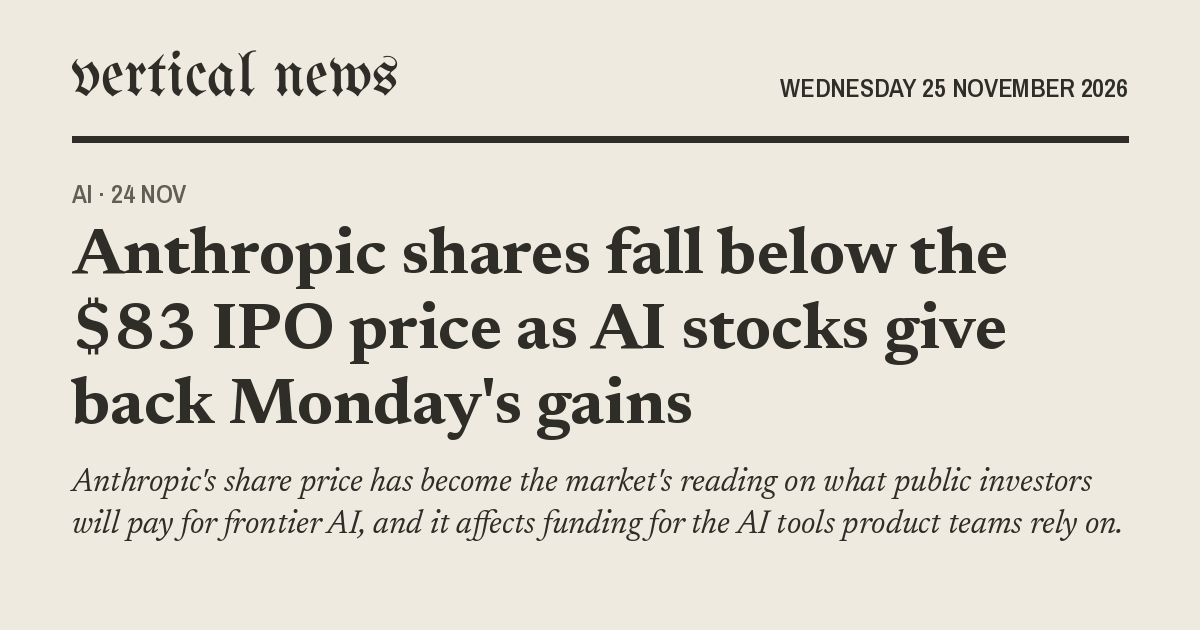 vertical news
WEDNESDAY 25 NOVEMBER 2026
AI · 24 NOV
Anthropic shares fall below the
$83 IPO price as AI stocks give
back Monday's gains
Anthropic's share price has become the market's reading on what public investors
will pay for frontier AI, and it affects funding for the AI tools product teams rely on.